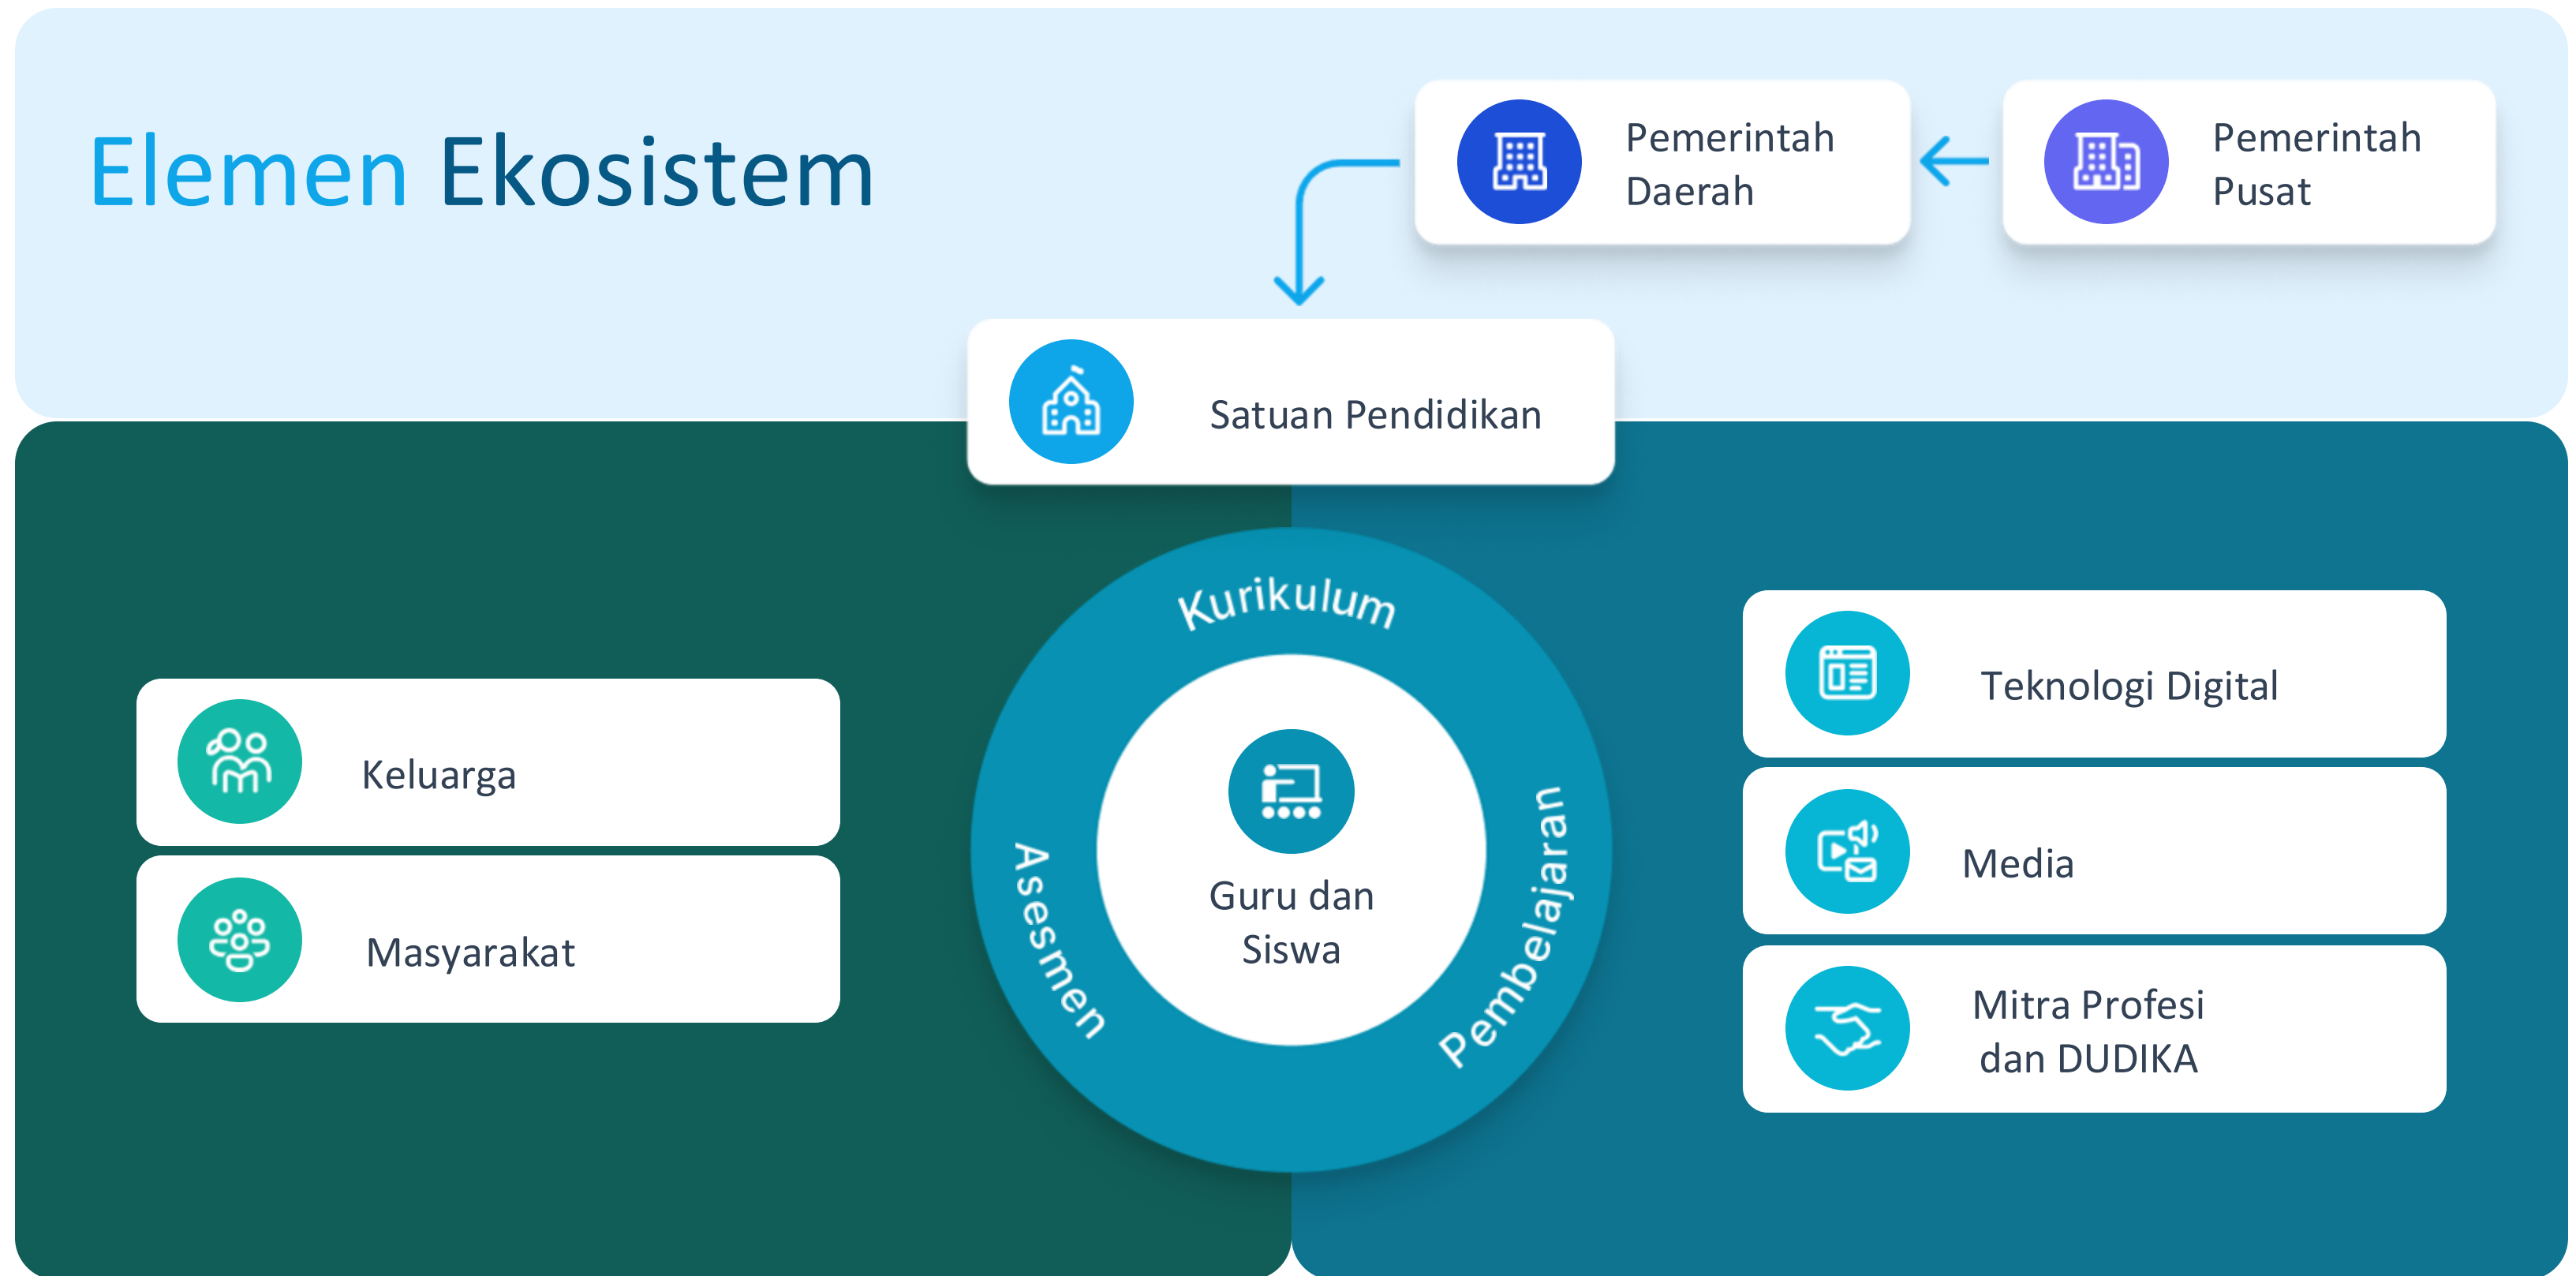 Elemen Ekosistem
Pemerintah
Daerah
Pemerintah
Pusat
Satuan Pendidikan
Keluarga
Masyarakat
Kurikulum
Asesmen
Pembelajaran
Guru dan
Siswa
Teknologi Digital
Media
Mitra Profesi
dan DUDIKA